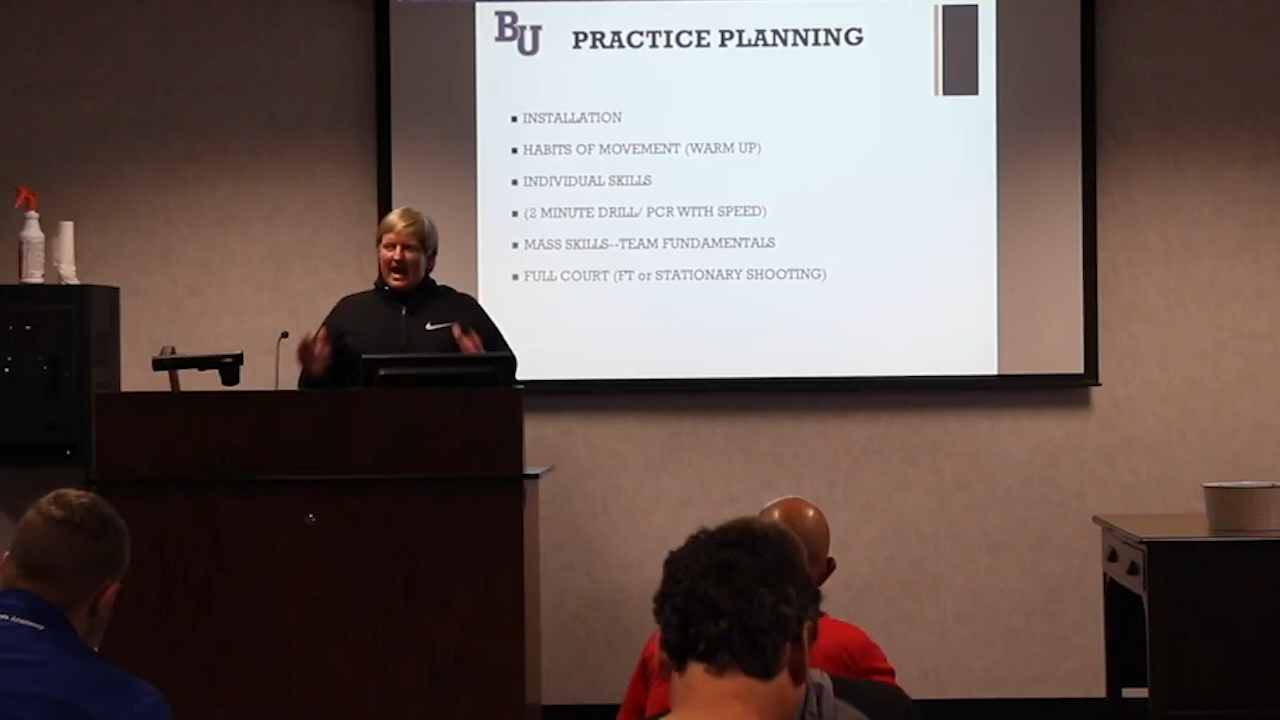 BU
PRACTICE PLANNING
INSTALLATION
HABITS OF MOVEMENT (WARM UP)
INDIVIDUAL SKILLS
(2 MINUTE DRILL/ PCR WITH SPEED)
MASS SKILLS--TEAM FUNDAMENTALS
FULL COURT (FT or STATIONARY SHOOTING)